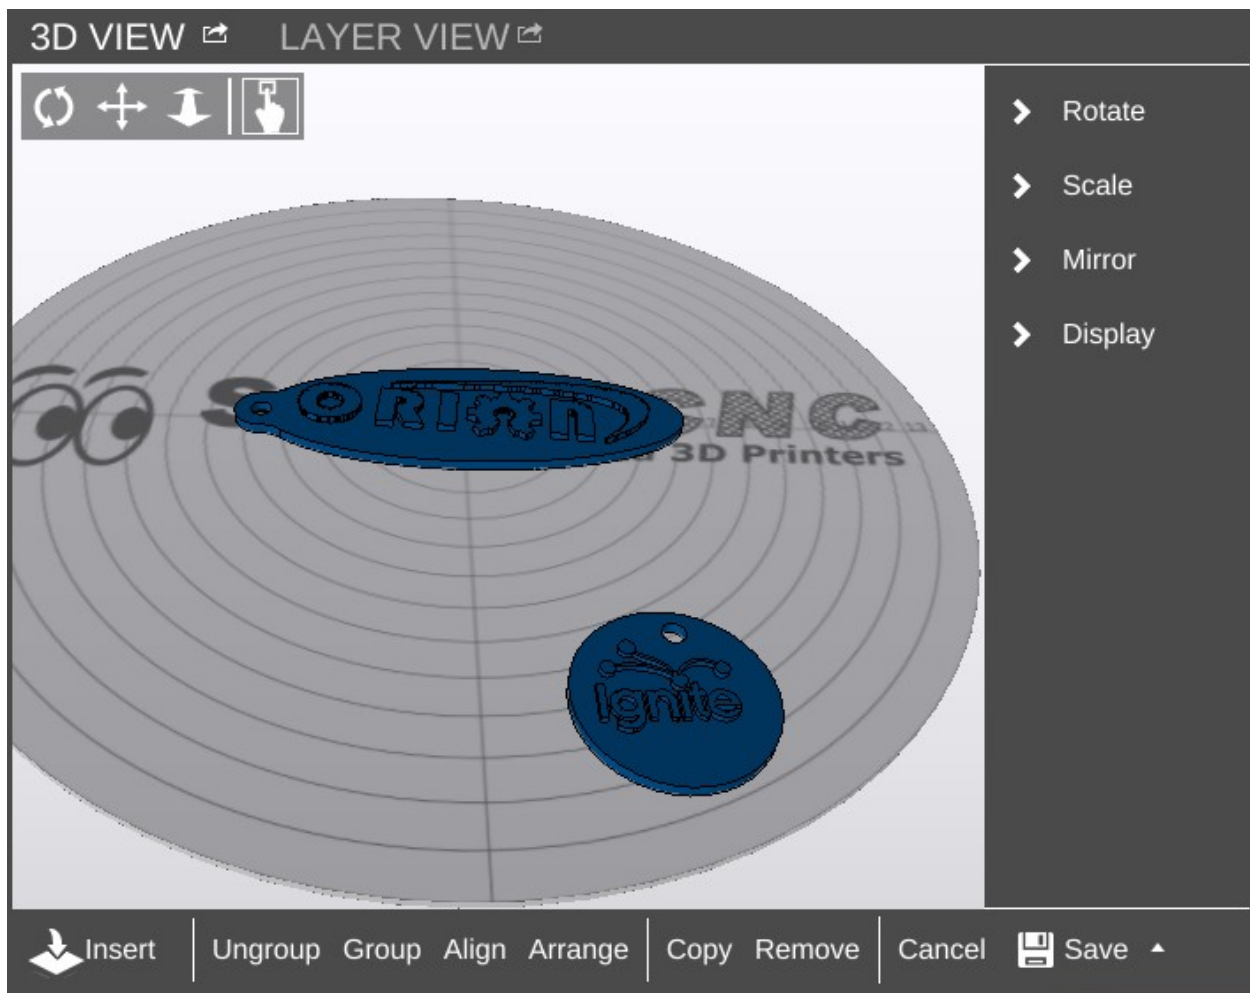 3D VIEW LAYER VIEW
Rotate
Scale
Mirror
Display
ORION
CNC
3D Printers
Ignite
Insert Ungroup Group Align Arrange Copy Remove Cancel Save